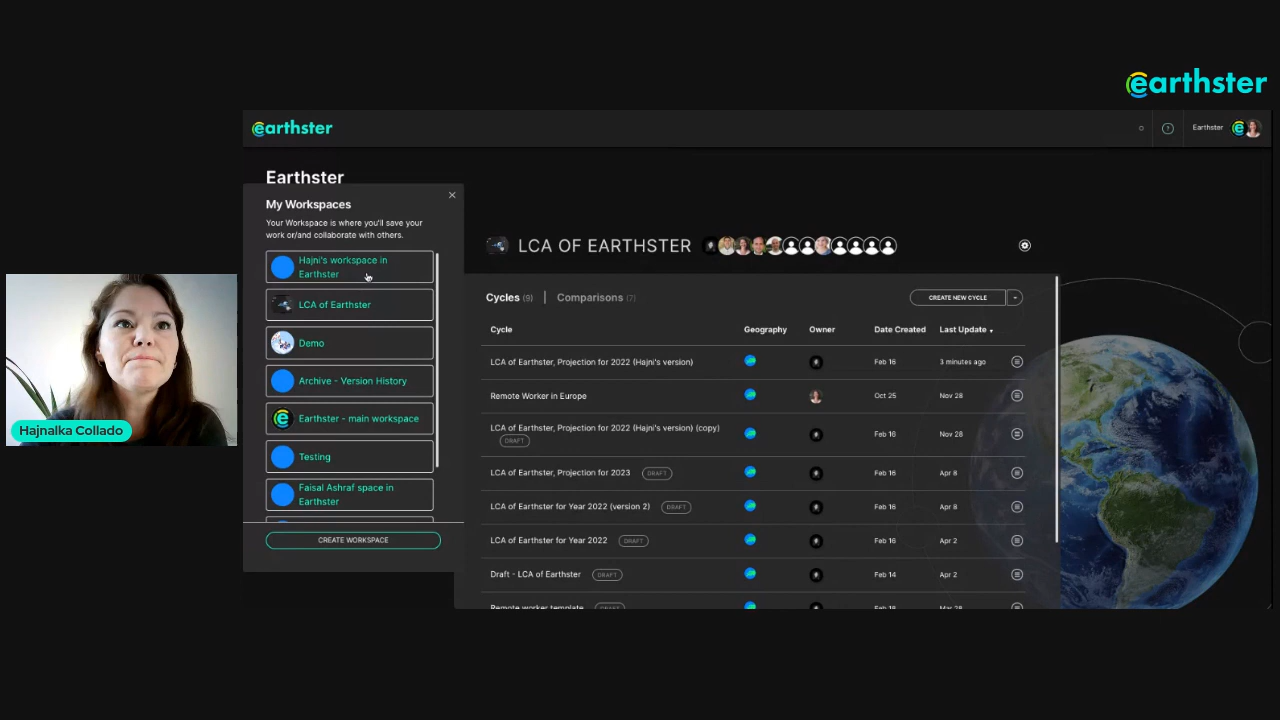 earthster
earthster
Earthster
Earthster
My Workspaces
Your Workspace is where you'll save your
work or/and collaborate with others.
Hajni's workspace in
Earthster
LCA of Earthster
Demo
Archive - Version History
Earthster - main workspace
Testing
Faisal Ashraf space in
Earthster
CREATE WORKSPACE
LCA OF EARTHSTER
Cycles (9) | Comparisons (7)
CREATE NEW CYCLE
Cycle Geography Owner Date Created Last Update
LCA of Earthster, Projection for 2022 (Hajni's version) Feb 16 3 minutes ago
Remote Worker in Europe Oct 25 Nov 28
LCA of Earthster, Projection for 2022 (Hajni's version) (copy)
DRAFT Feb 16 Nov 28
LCA of Earthster, Projection for 2023 DRAFT Feb 16 Apr 8
LCA of Earthster for Year 2022 (version 2) DRAFT Feb 16 Apr 8
LCA of Earthster for Year 2022 DRAFT Feb 16 Apr 2
Draft - LCA of Earthster DRAFT Feb 14 Apr 2
Remote worker template DRAFT
Hajnalka Collado